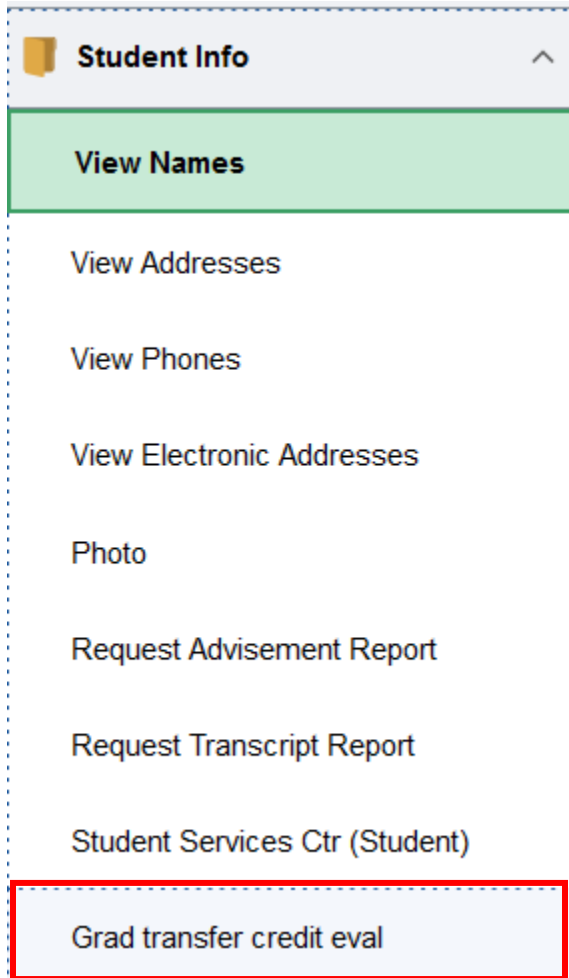 Student Info
View Names
View Addresses
View Phones
View Electronic Addresses
Photo
Request Advisement Report
Request Transcript Report
Student Services Ctr (Student)
Grad transfer credit eval